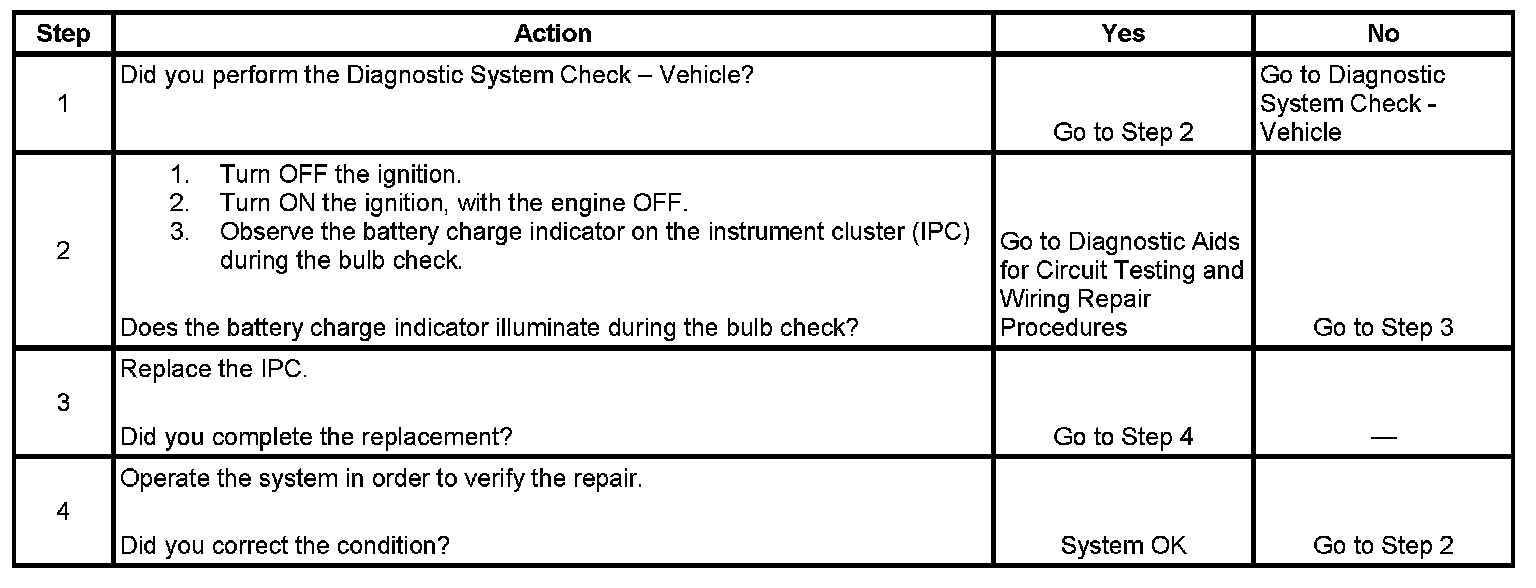 Step Action Yes No
1
Did you perform the Diagnostic System Check – Vehicle?
Go to Step 2
Go to Diagnostic
System Check -
Vehicle
2
1. Turn OFF the ignition.
2. Turn ON the ignition, with the engine OFF.
3. Observe the battery charge indicator on the instrument cluster (IPC)
during the bulb check.
Does the battery charge indicator illuminate during the bulb check?
Go to Diagnostic Aids
for Circuit Testing and
Wiring Repair
Procedures
Go to Step 3
3
Replace the IPC.
Did you complete the replacement?
Go to Step 4
—
4
Operate the system in order to verify the repair.
Did you correct the condition?
System OK
Go to Step 2